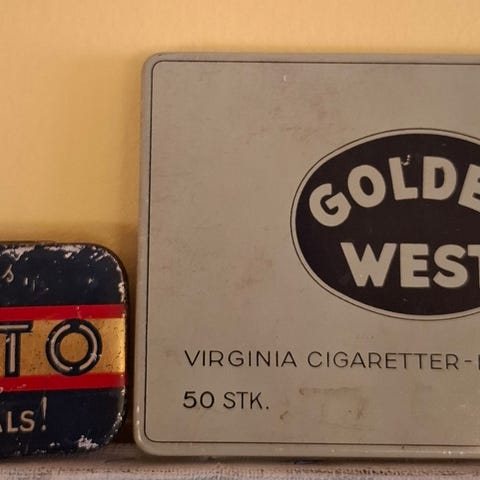 TO
ALS!
GOLDE
WEST
VIRGINIA CIGARETTER-
50 STK.